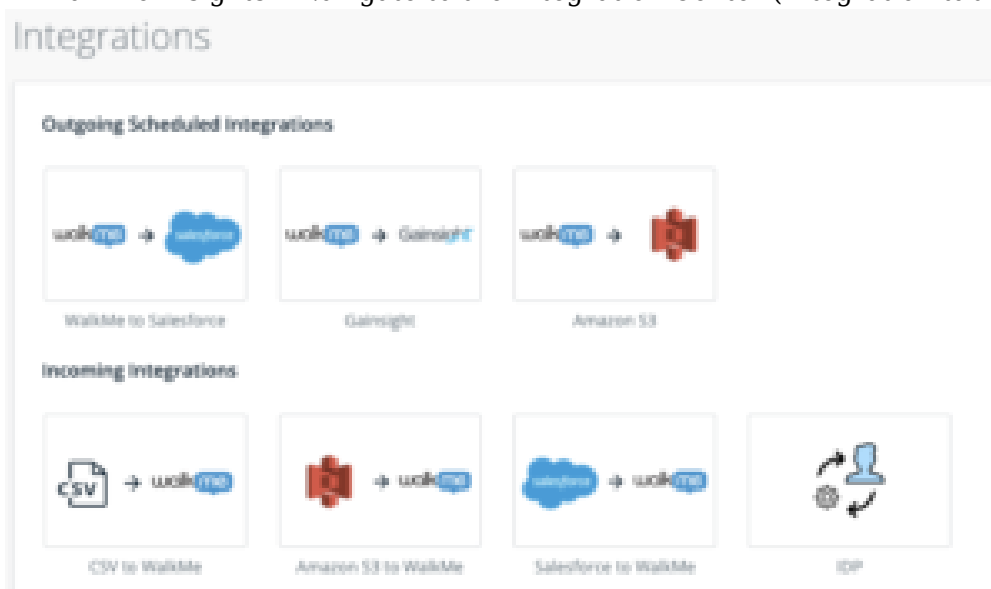 Integrations
Outgoing Scheduled Integrations
walkme → salesforce
walkme → Gainsight
walkme →
WalkMe to Salesforce
Gainsight
Amazon S3
Incoming Integrations
CSV → walkme
→ walkme
salesforce → walkme
CSV to WalkMe
Amazon S3 to WalkMe
Salesforce to WalkMe
IDP